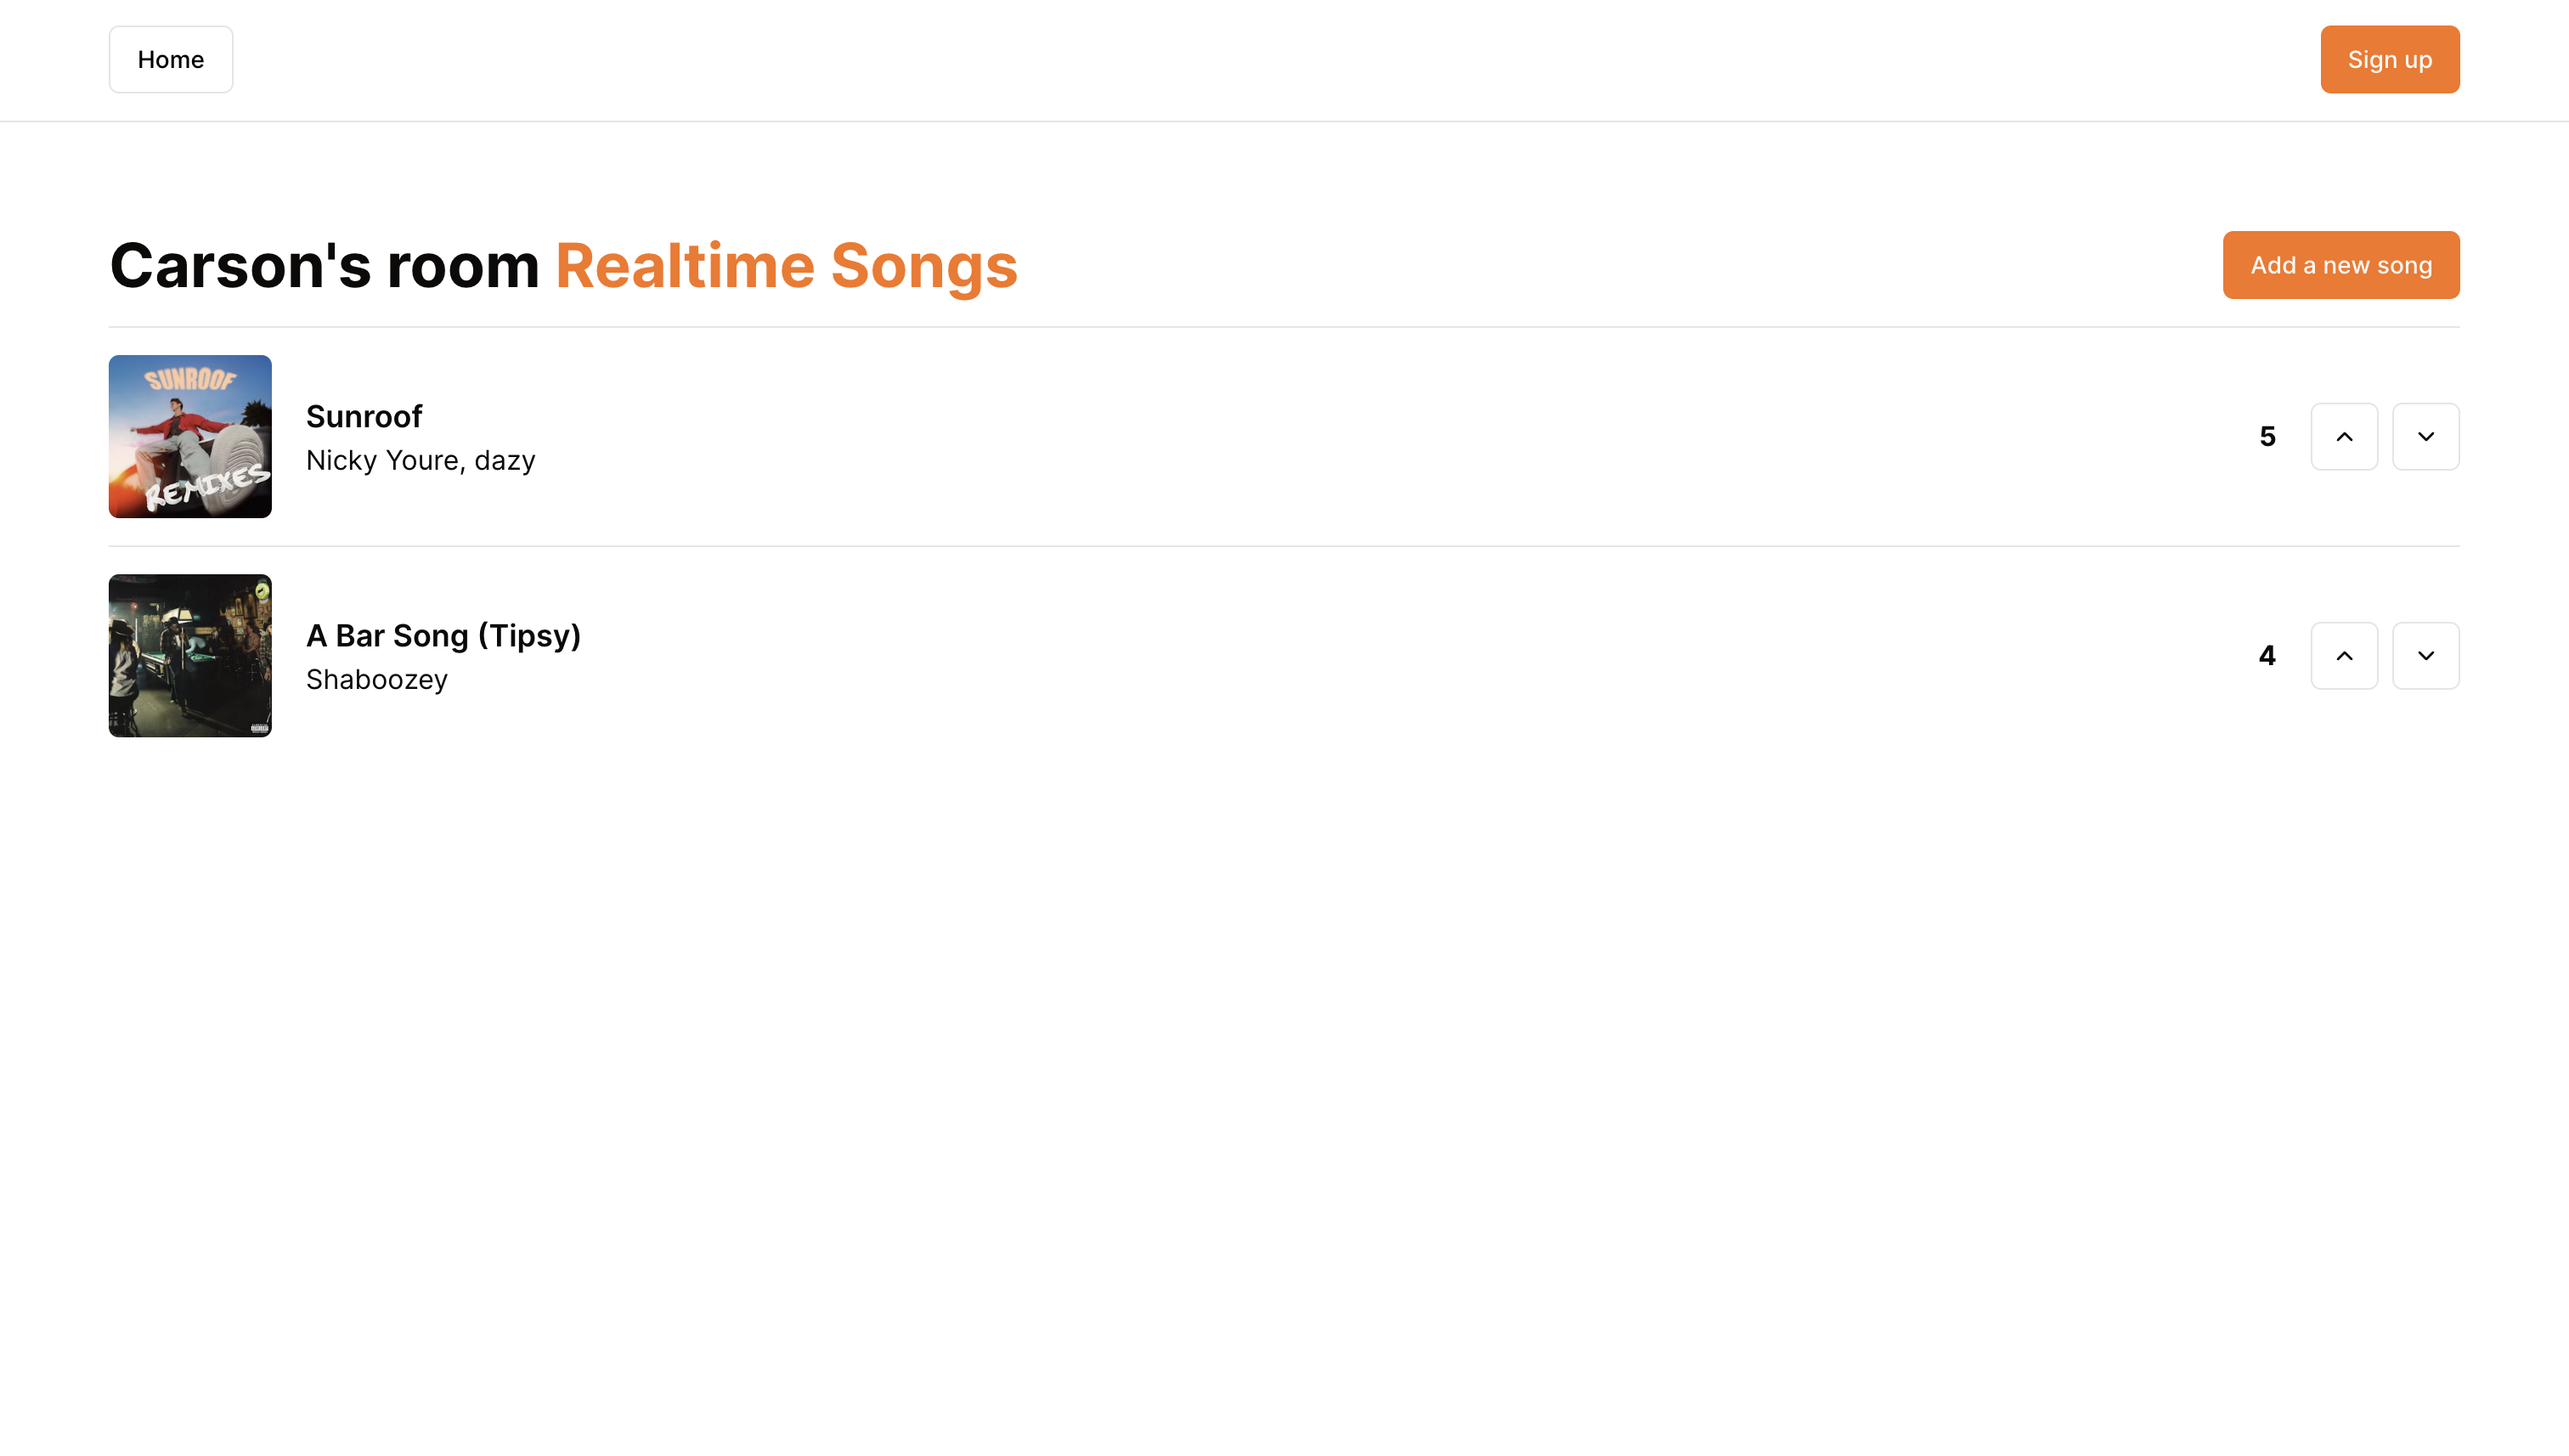 Home
Sign up
Carson's room Realtime Songs
Add a new song
SUNROOF
REMIXES
Sunroof
Nicky Youre, dazy
5
A Bar Song (Tipsy)
Shaboozey
4